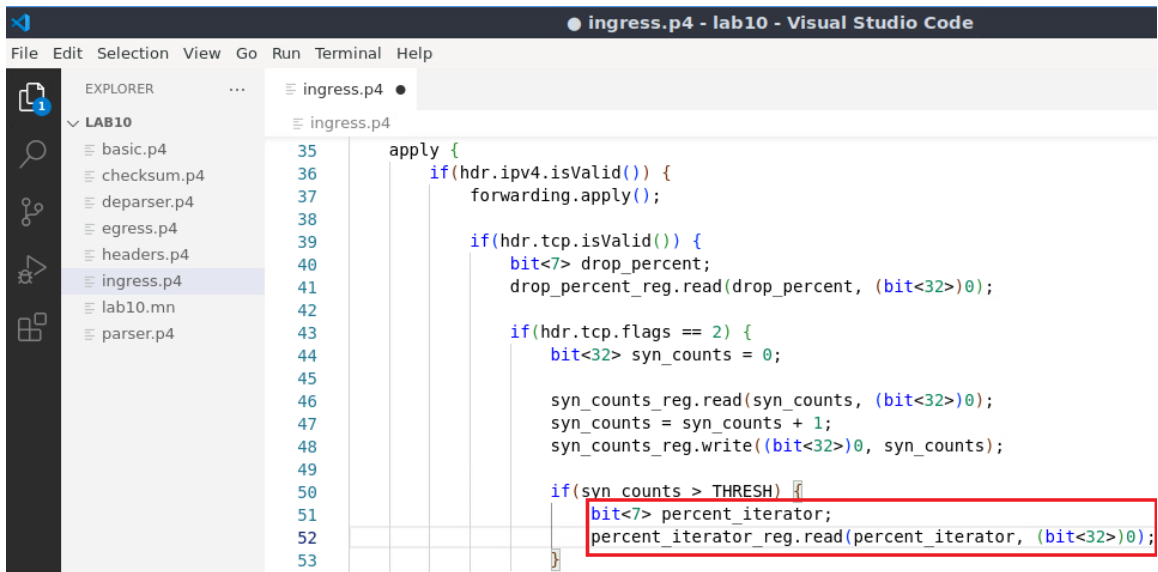 ● ingress.p4 - lab10 - Visual Studio Code
File Edit Selection View Go Run Terminal Help
EXPLORER ...
1
LAB10
basic.p4
checksum.p4
deparser.p4
egress.p4
headers.p4
ingress.p4
lab10.mn
parser.p4
ingress.p4 ●
ingress.p4
35 apply {
36 if(hdr.ipv4.isValid()) {
37 forwarding.apply();
38
39 if(hdr.tcp.isValid()) {
40 bit<7> drop_percent;
41 drop_percent_reg.read(drop_percent, (bit<32>)0);
42
43 if(hdr.tcp.flags == 2) {
44 bit<32> syn_counts = 0;
45
46 syn_counts_reg.read(syn_counts, (bit<32>)0);
47 syn_counts = syn_counts + 1;
48 syn_counts_reg.write((bit<32>)0, syn_counts);
49
50 if(syn_counts > THRESH) {
51 bit<7> percent_iterator;
52 percent_iterator_reg.read(percent_iterator, (bit<32>)0);
53 }